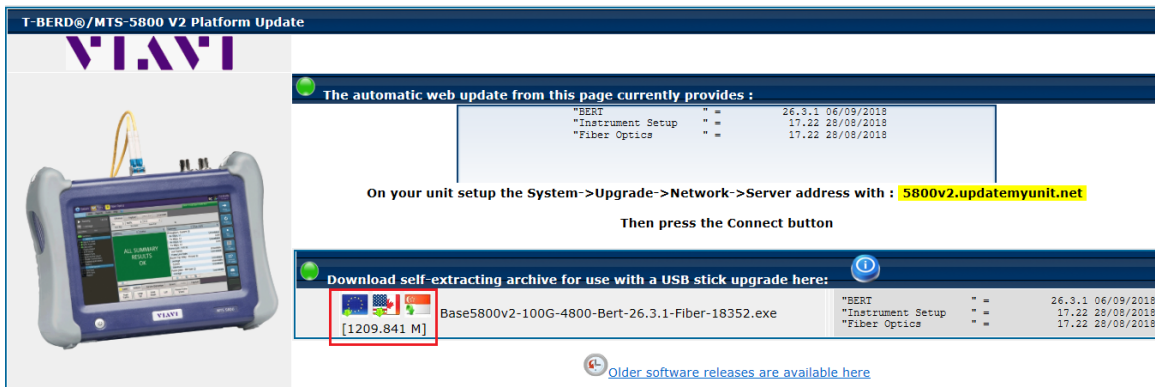 T-BERD®/MTS-5800 V2 Platform Update
VIAVI
The automatic web update from this page currently provides :
"BERT " = 26.3.1 06/09/2018
"Instrument Setup " = 17.22 28/08/2018
"Fiber Optics " = 17.22 28/08/2018
On your unit setup the System->Upgrade->Network->Server address with : 5800v2.updatemyunit.net
Then press the Connect button
ALL SUMMARY
RESULTS
OK
VIAVI
Download self-extracting archive for use with a USB stick upgrade here:
[1209.841 M]
Base5800v2-100G-4800-Bert-26.3.1-Fiber-18352.exe
"BERT " = 26.3.1 06/09/2018
"Instrument Setup " = 17.22 28/08/2018
"Fiber Optics " = 17.22 28/08/2018
Older software releases are available here